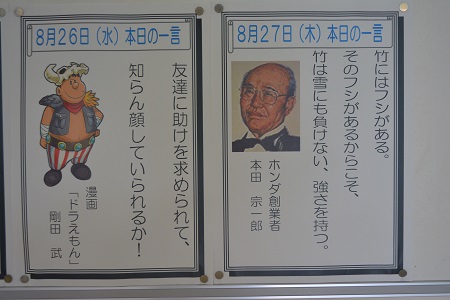 8月26日（水）本日の一言
友達に助けを求められて、
知らん顔していられるか！
漫画
「ドラえもん」
剛田　武
8月27日（木）本日の一言
竹にはフシがある。
そのフシがあるからこそ、
竹は雪にも負けない、強さを持つ。
ホンダ創業者
本田　宗一郎